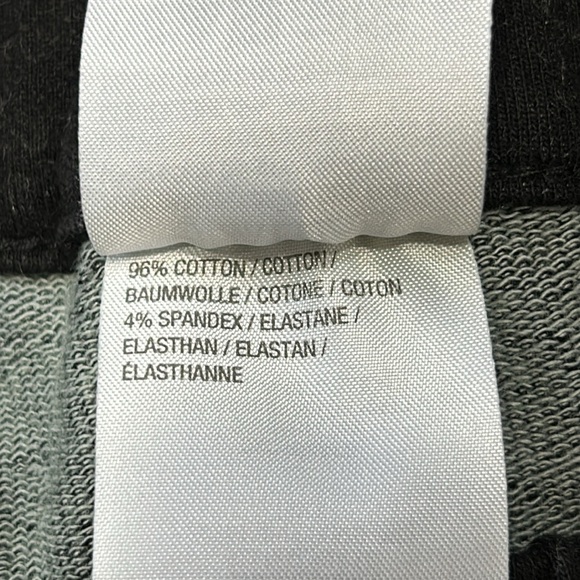 96% COTTON / COTTON /
BAUMWOLLE / COTONE / COTON
4% SPANDEX / ELASTANE /
ELASTHAN / ELASTAN /
ÉLASTHANNE